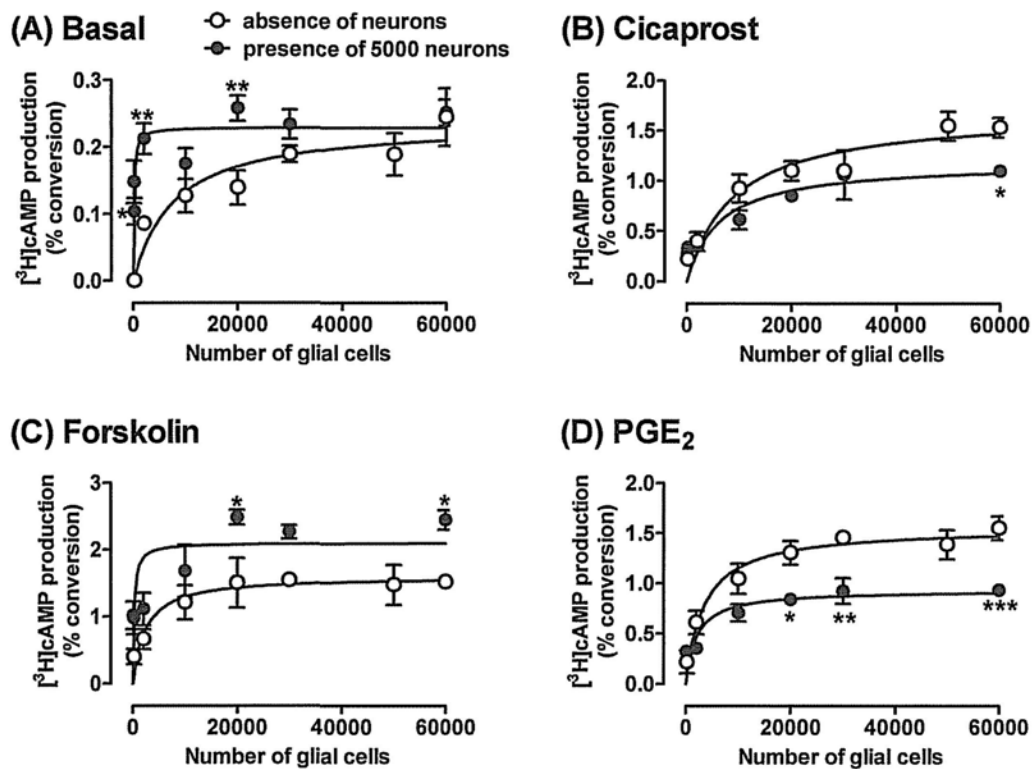 (A) Basal
absence of neurons
presence of 5000 neurons
[³H]cAMP production
(% conversion)
0.3
0.2
0.1
0.0
**
**
*
0
20000
40000
60000
Number of glial cells
(B) Cicaprost
[³H]cAMP production
(% conversion)
2.0
1.5
1.0
0.5
0.0
*
0
20000
40000
60000
Number of glial cells
(C) Forskolin
[³H]cAMP production
(% conversion)
3
2
1
0
*
*
0
20000
40000
60000
Number of glial cells
(D) PGE₂
[³H]cAMP production
(% conversion)
2.0
1.5
1.0
0.5
0.0
*
**
***
0
20000
40000
60000
Number of glial cells